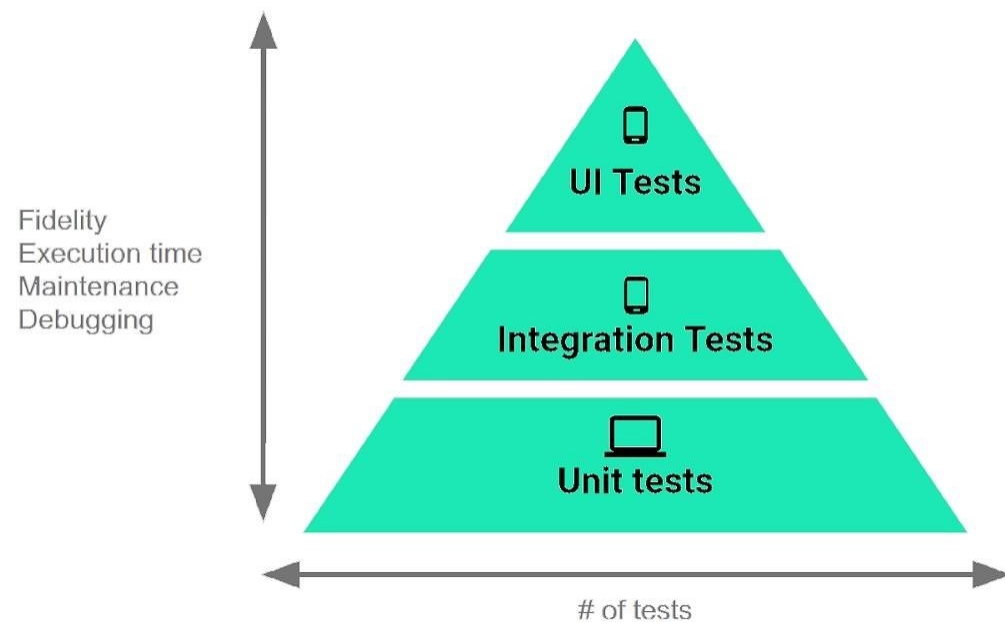 UI Tests
Fidelity
Execution time
Maintenance
Debugging
Integration Tests
Unit tests
# of tests